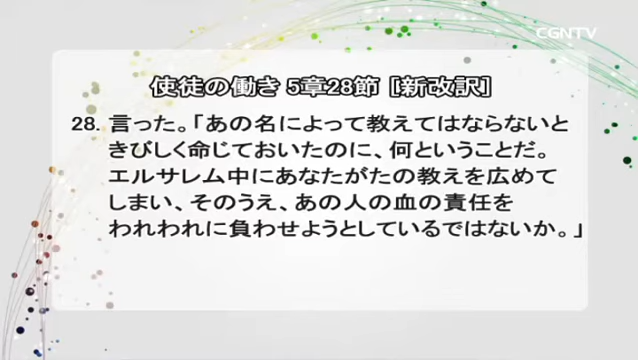 CGNTV
使徒の働き 5章28節 [新改訳]
28. 言った。「あの名によって教えてはならないと
きびしく命じておいたのに、何ということだ。
エルサレム中にあなたがたの教えを広めて
しまい、そのうえ、あの人の血の責任を
われわれに負わせようとしているではないか。」